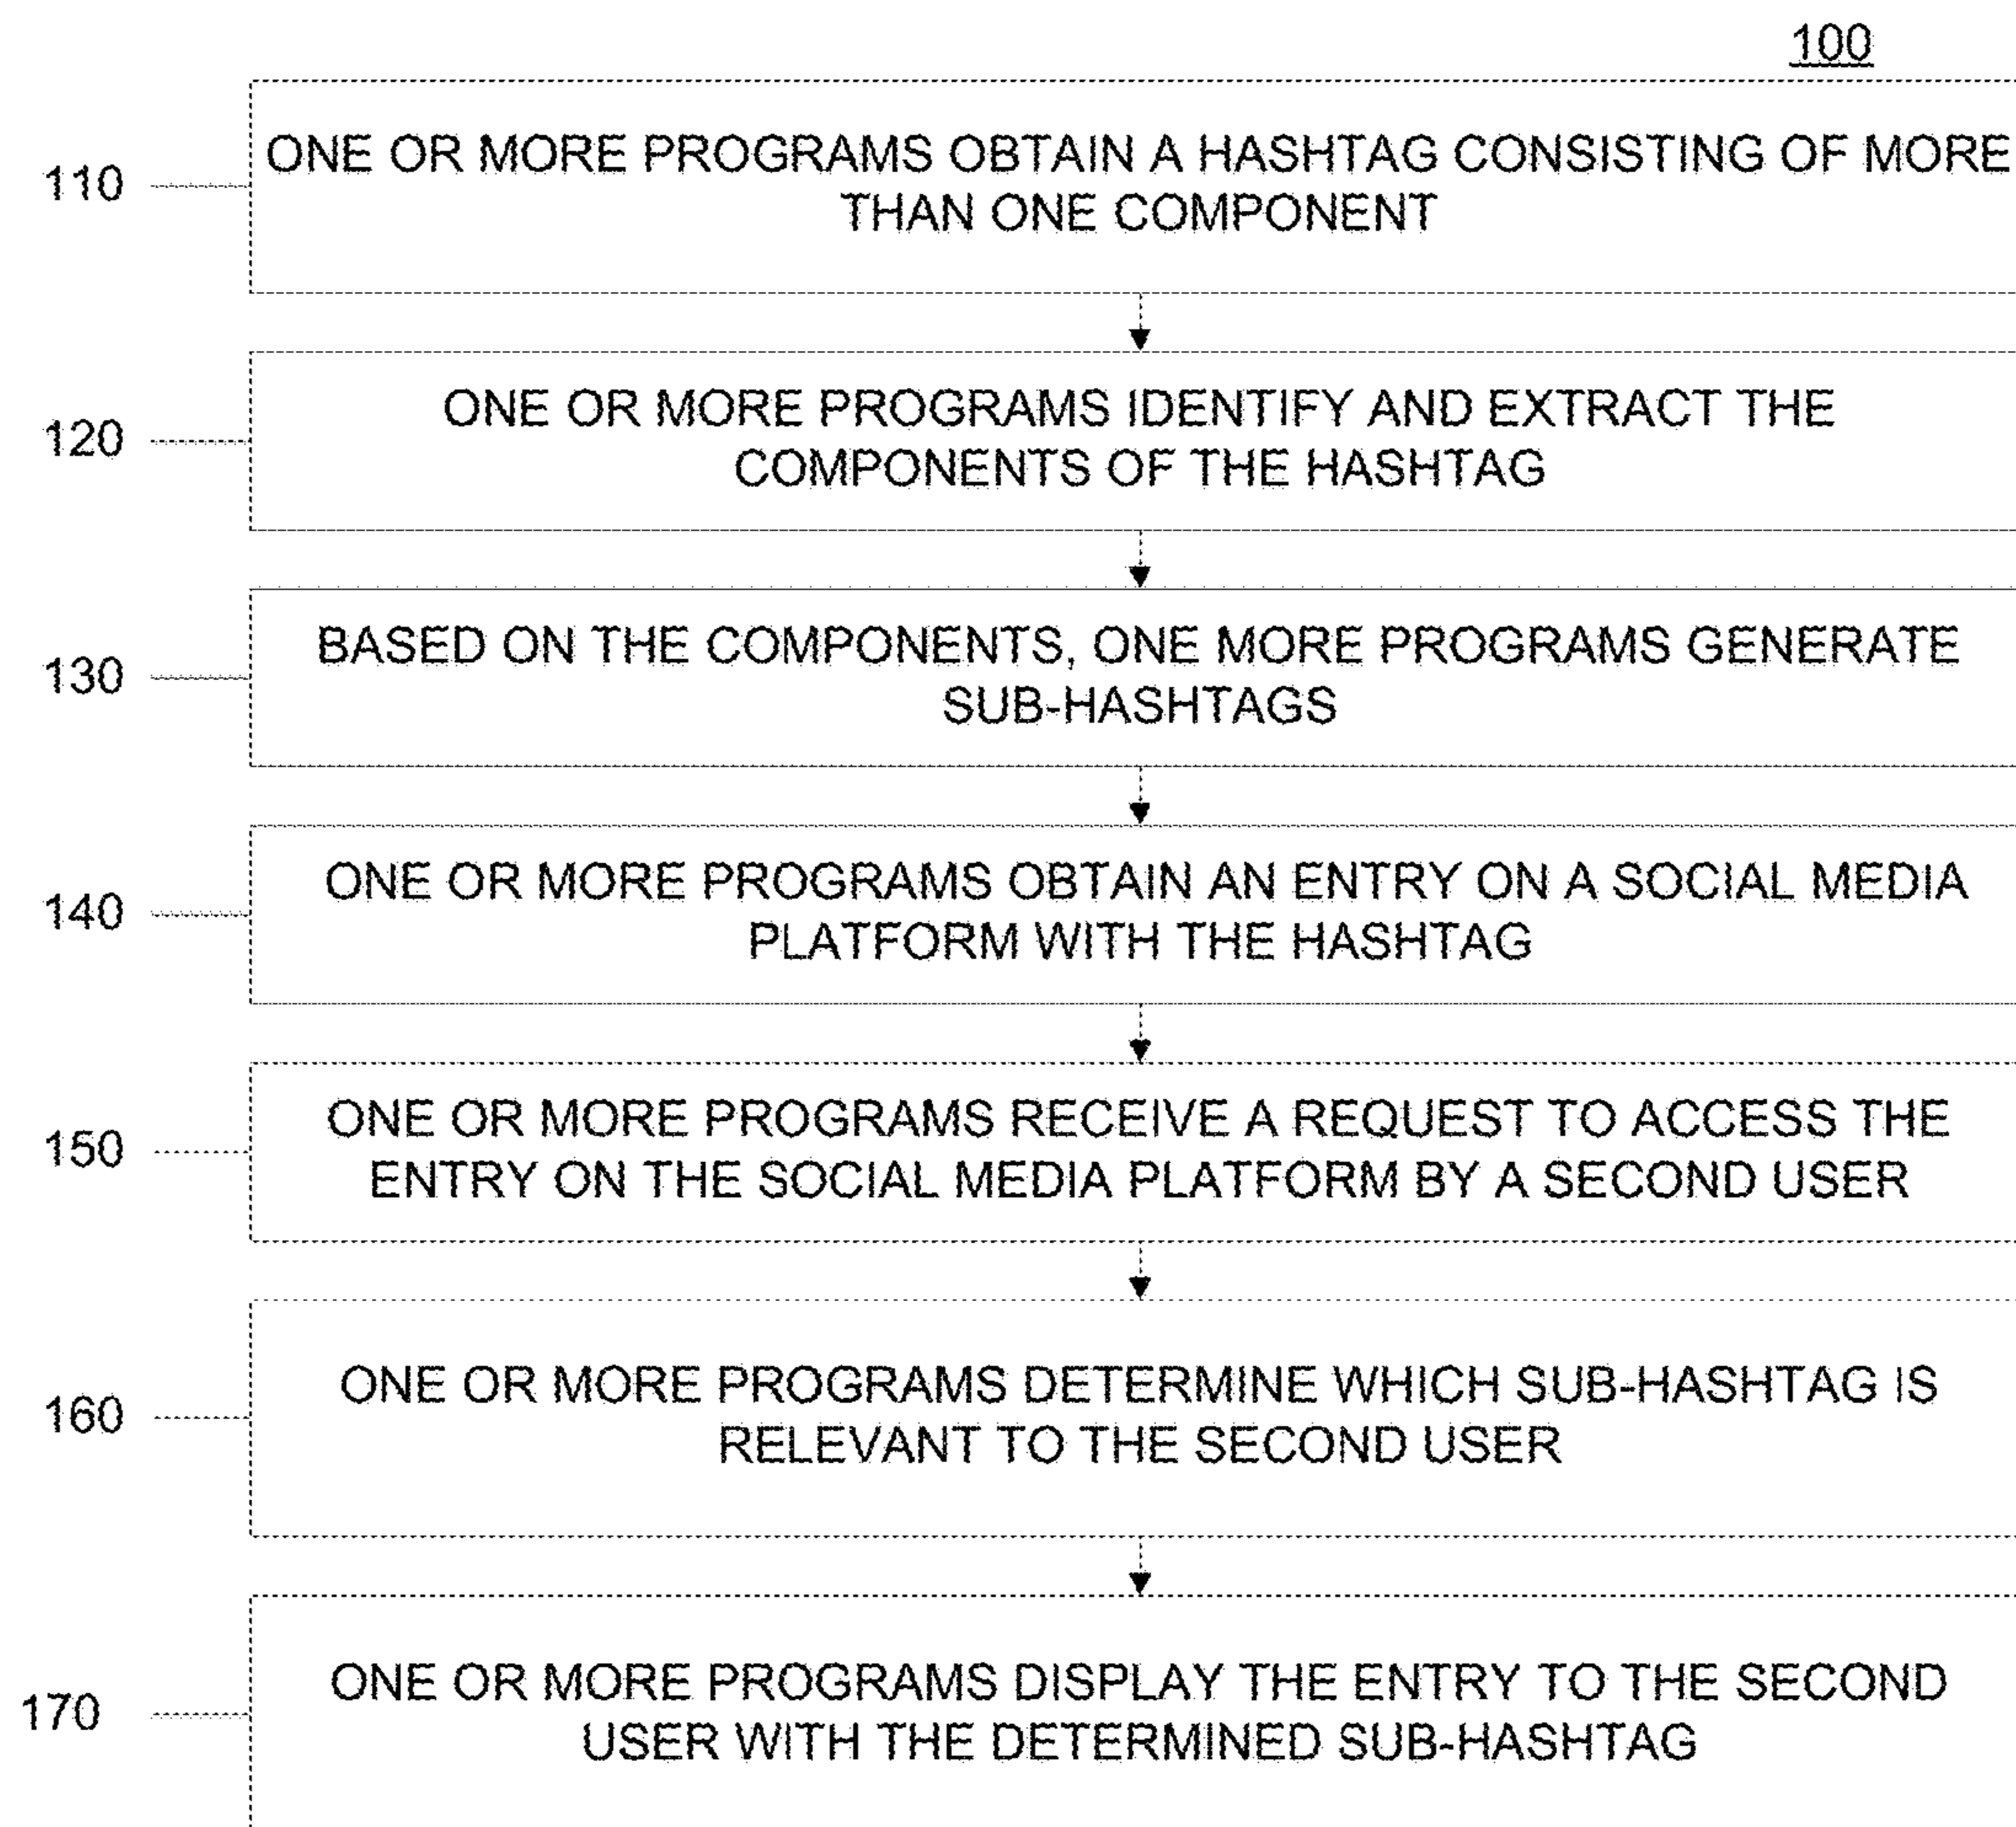 100
110
ONE OR MORE PROGRAMS OBTAIN A HASHTAG CONSISTING OF MORE
THAN ONE COMPONENT
120
ONE OR MORE PROGRAMS IDENTIFY AND EXTRACT THE
COMPONENTS OF THE HASHTAG
130
BASED ON THE COMPONENTS, ONE MORE PROGRAMS GENERATE
SUB-HASHTAGS
140
ONE OR MORE PROGRAMS OBTAIN AN ENTRY ON A SOCIAL MEDIA
PLATFORM WITH THE HASHTAG
150
ONE OR MORE PROGRAMS RECEIVE A REQUEST TO ACCESS THE
ENTRY ON THE SOCIAL MEDIA PLATFORM BY A SECOND USER
160
ONE OR MORE PROGRAMS DETERMINE WHICH SUB-HASHTAG IS
RELEVANT TO THE SECOND USER
170
ONE OR MORE PROGRAMS DISPLAY THE ENTRY TO THE SECOND
USER WITH THE DETERMINED SUB-HASHTAG